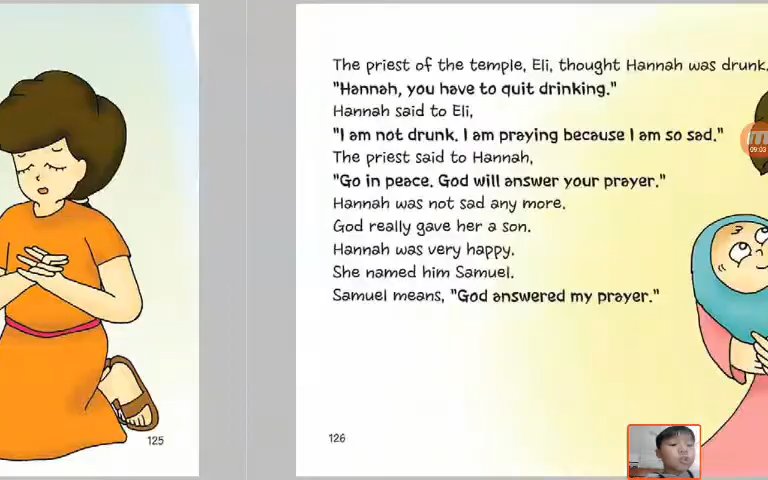 The priest of the temple, Eli, thought Hannah was drunk.
"Hannah, you have to quit drinking."
Hannah said to Eli,
"I am not drunk. I am praying because I am so sad."
The priest said to Hannah,
"Go in peace. God will answer your prayer."
Hannah was not sad any more.
God really gave her a son.
Hannah was very happy.
She named him Samuel.
Samuel means, "God answered my prayer."
125
126
09:03